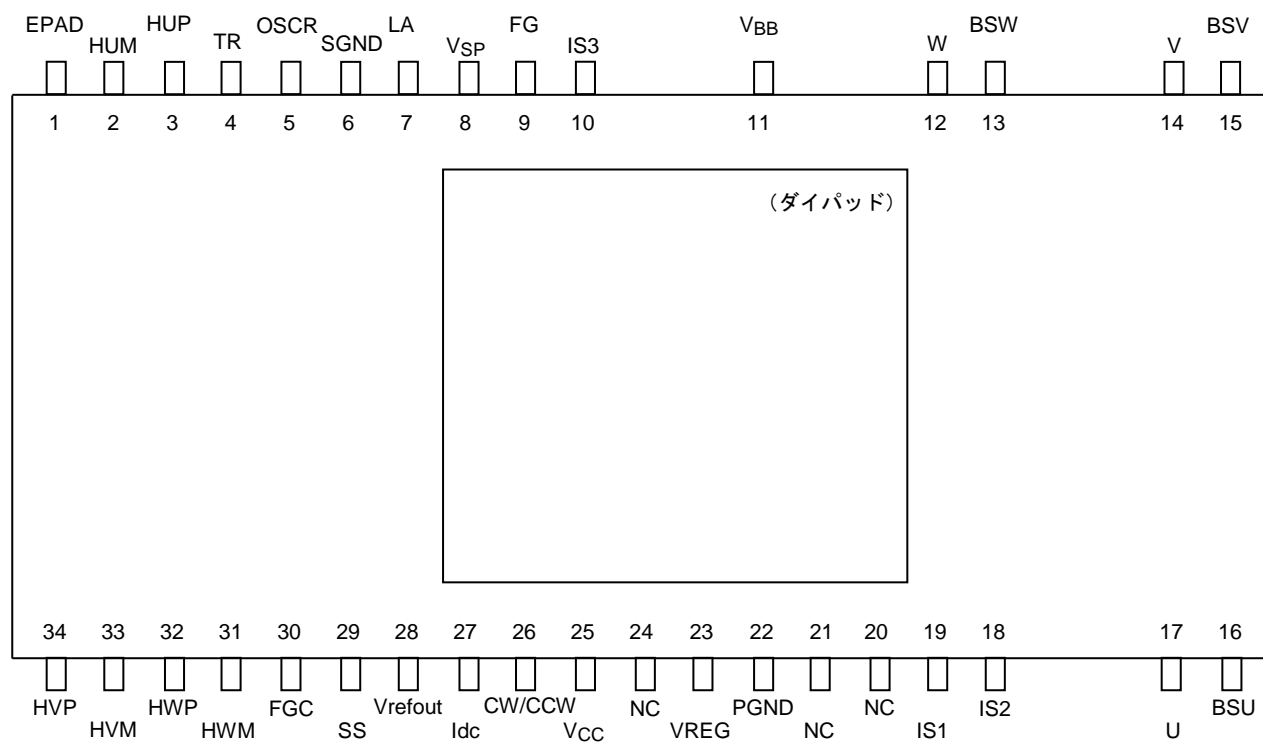 EPAD HUM HUP TR OSCR SGND LA VSP FG IS3 VBB W BSW V BSV
1 2 3 4 5 6 7 8 9 10 11 12 13 14 15
(ダイパッド)
34 33 32 31 30 29 28 27 26 25 24 23 22 21 20 19 18 17 16
HVP HVM HWP HWM FGC SS Vrefout Idc CW/CCW VCC NC VREG PGND NC NC IS1 IS2 U BSU